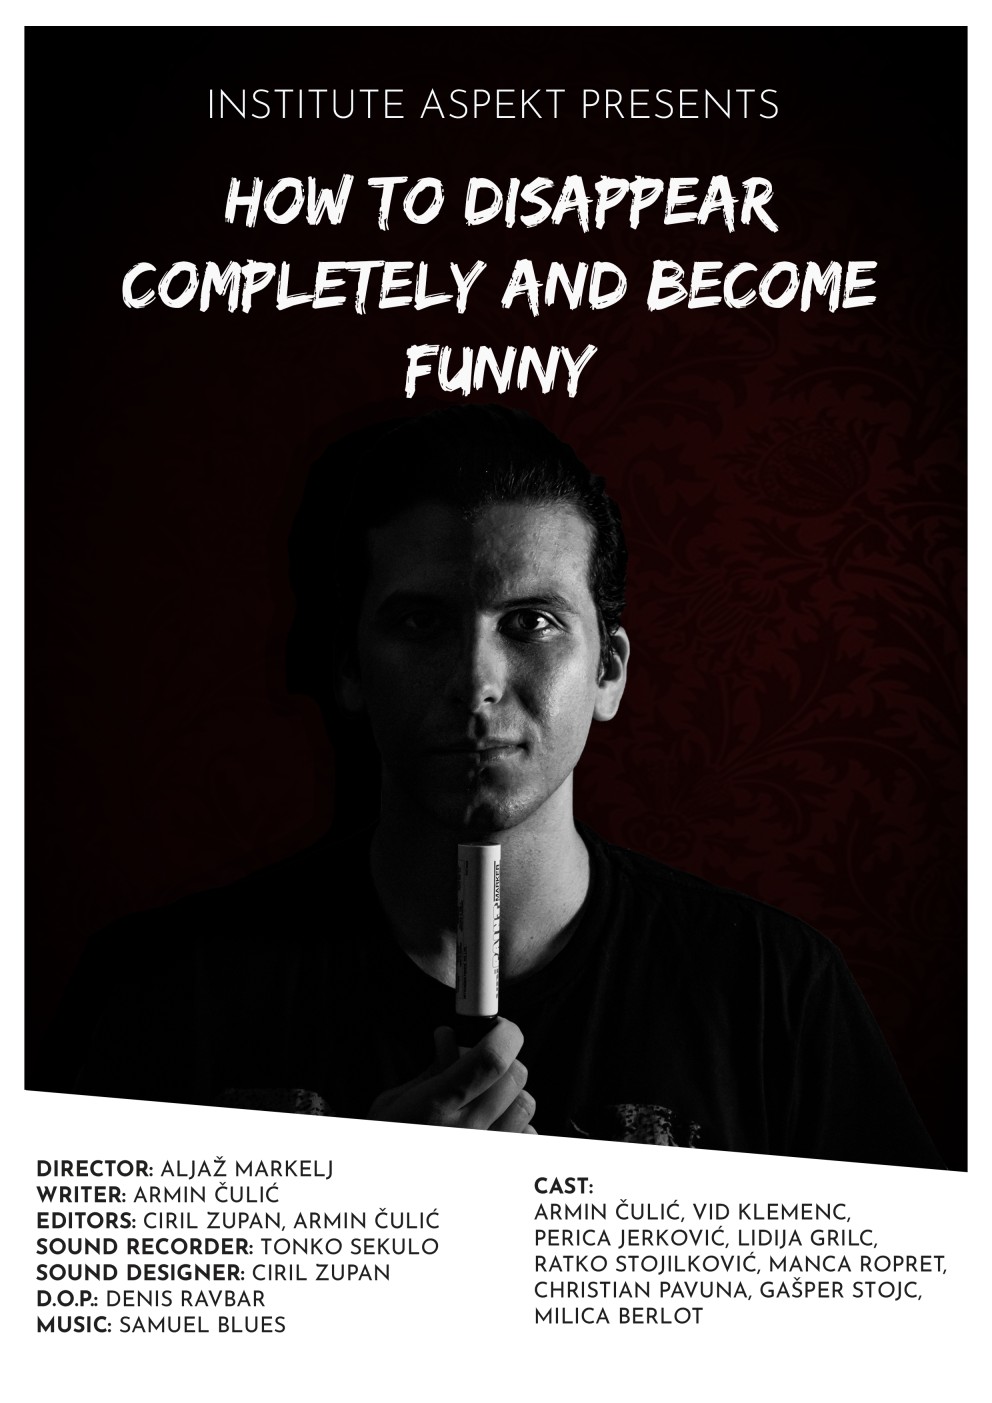 INSTITUTE ASPEKT PRESENTS
HOW TO DISAPPEAR
COMPLETELY AND BECOME
FUNNY
MARKER
DIRECTOR: ALJAŽ MARKELJ
WRITER: ARMIN ČULIĆ
EDITORS: CIRIL ZUPAN, ARMIN ČULIĆ
SOUND RECORDER: TONKO SEKULO
SOUND DESIGNER: CIRIL ZUPAN
D.O.P.: DENIS RAVBAR
MUSIC: SAMUEL BLUES
CAST:
ARMIN ČULIĆ, VID KLEMENC,
PERICA JERKOVIĆ, LIDIJA GRILC,
RATKO STOJILKOVIĆ, MANCA ROPRET,
CHRISTIAN PAVUNA, GAŠPER STOJC,
MILICA BERLOT